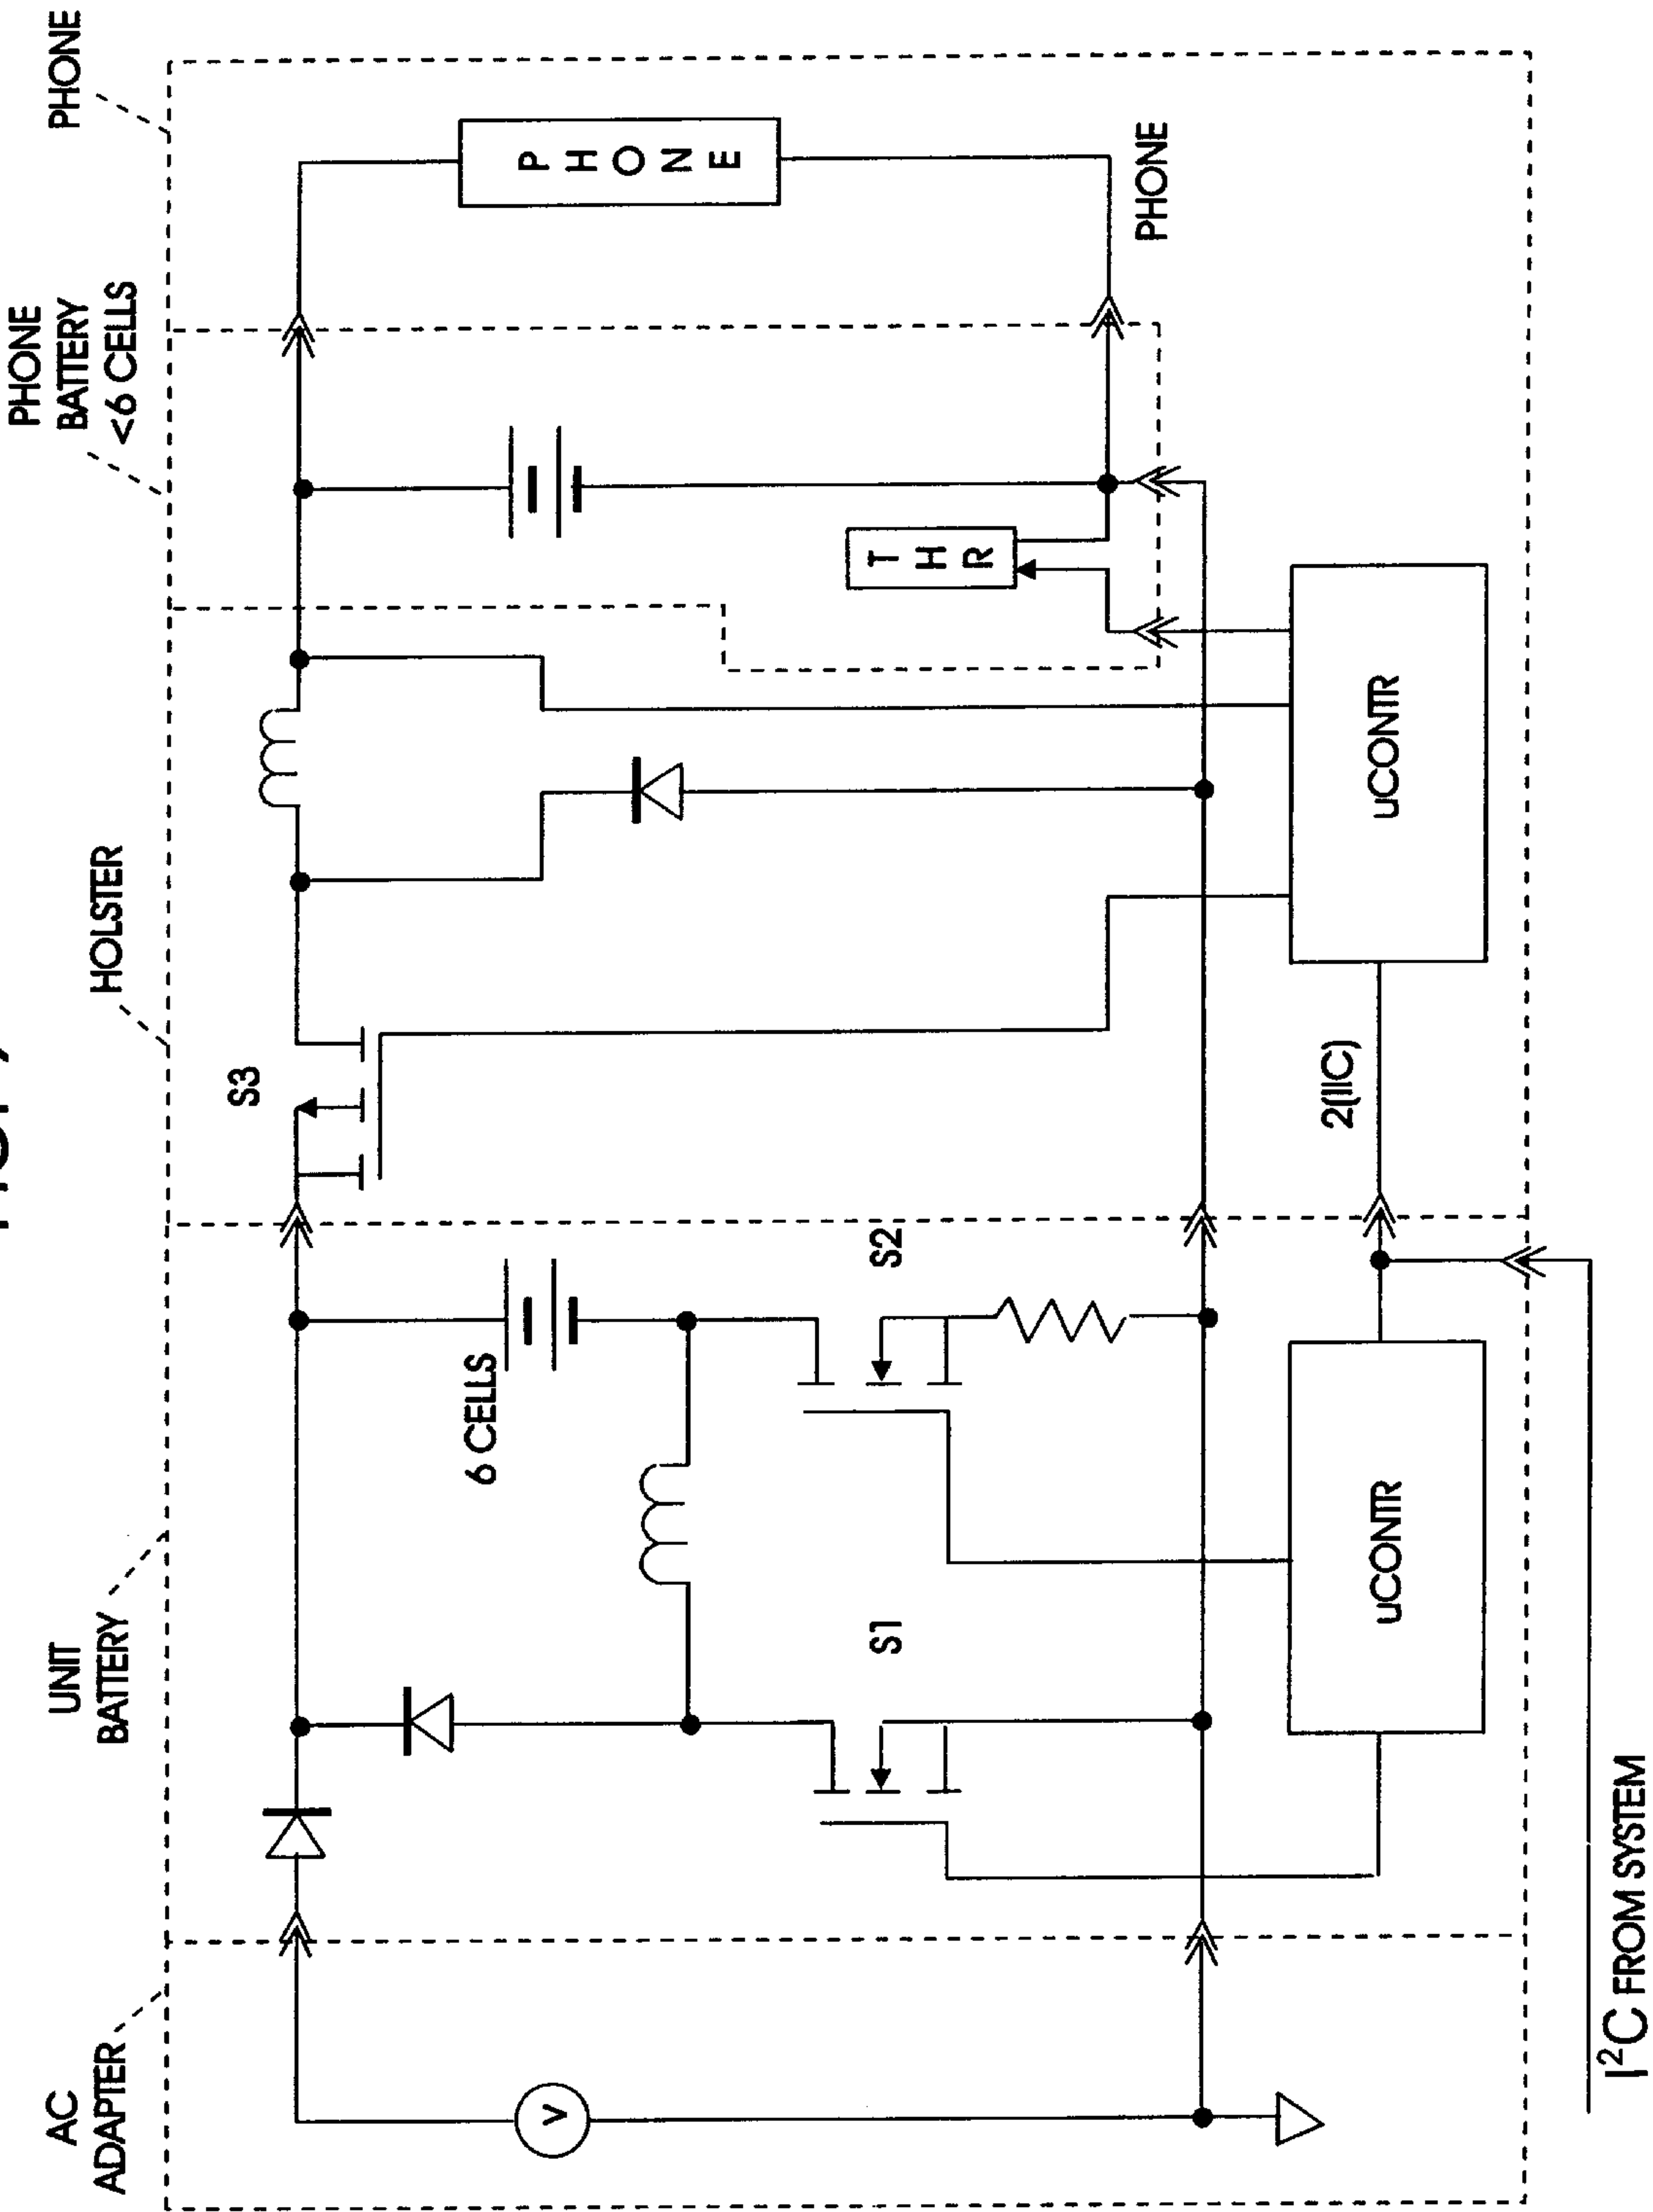 AC
ADAPTER
UNIT
BATTERY
HOLSTER
PHONE
BATTERY
<6 CELLS
PHONE
6 CELLS
S1
S2
S3
V
THR
PHONE
PHONE
uCONTR
uCONTR
2(IIC)
I²C FROM SYSTEM